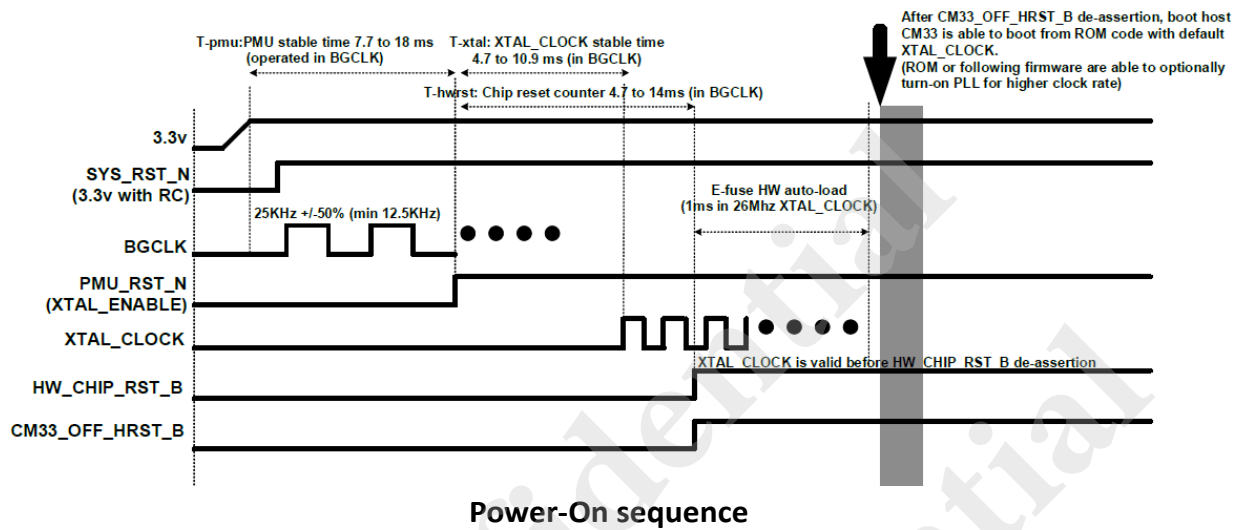 After CM33_OFF_HRST_B de-assertion, boot host
CM33 is able to boot from ROM code with default
XTAL_CLOCK.
(ROM or following firmware are able to optionally
turn-on PLL for higher clock rate)
T-pmu:PMU stable time 7.7 to 18 ms
(operated in BGCLK)
T-xtal: XTAL_CLOCK stable time
4.7 to 10.9 ms (in BGCLK)
T-hwrst: Chip reset counter 4.7 to 14ms (in BGCLK)
3.3v
SYS_RST_N
(3.3v with RC)
E-fuse HW auto-load
(1ms in 26Mhz XTAL_CLOCK)
25KHz +/-50% (min 12.5KHz)
BGCLK
PMU_RST_N
(XTAL_ENABLE)
XTAL_CLOCK
XTAL_CLOCK is valid before HW_CHIP_RST_B de-assertion
HW_CHIP_RST_B
CM33_OFF_HRST_B
Power-On sequence